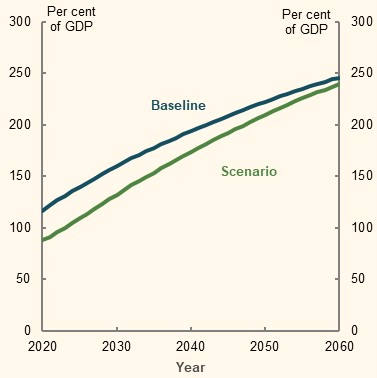 Per cent
of GDP
Per cent
of GDP
300
300
250
250
Baseline
200
200
Scenario
150
150
100
100
50
50
0
0
2020
2030
2040
2050
2060
Year